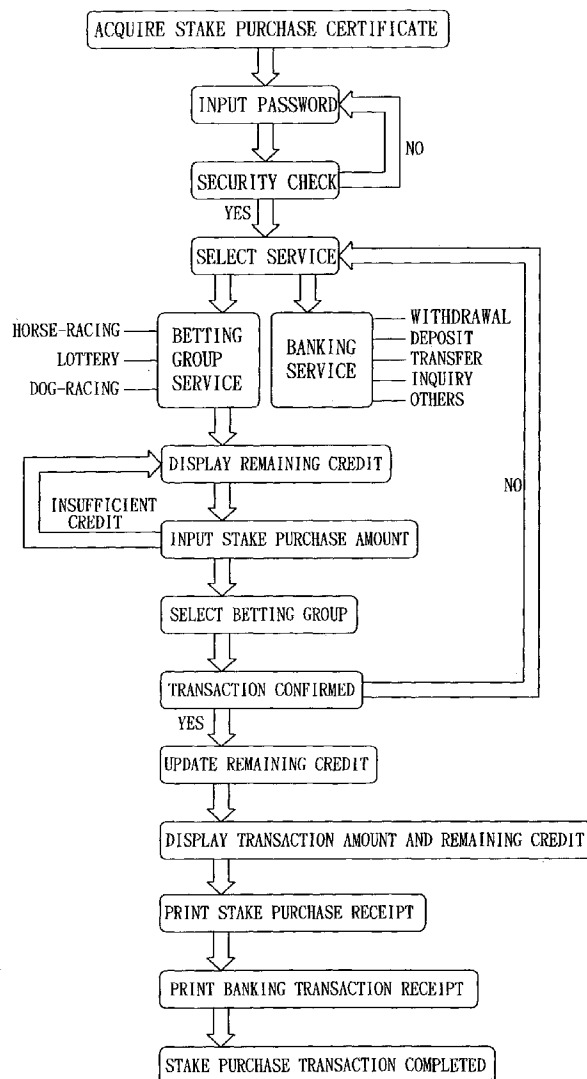 ACQUIRE STAKE PURCHASE CERTIFICATE
INPUT PASSWORD
NO
SECURITY CHECK
YES
SELECT SERVICE
HORSE-RACING
LOTTERY
DOG-RACING
BETTING
GROUP
SERVICE
BANKING
SERVICE
WITHDRAWAL
DEPOSIT
TRANSFER
INQUIRY
OTHERS
DISPLAY REMAINING CREDIT
NO
INSUFFICIENT
CREDIT
INPUT STAKE PURCHASE AMOUNT
SELECT BETTING GROUP
TRANSACTION CONFIRMED
YES
UPDATE REMAINING CREDIT
DISPLAY TRANSACTION AMOUNT AND REMAINING CREDIT
PRINT STAKE PURCHASE RECEIPT
PRINT BANKING TRANSACTION RECEIPT
STAKE PURCHASE TRANSACTION COMPLETED